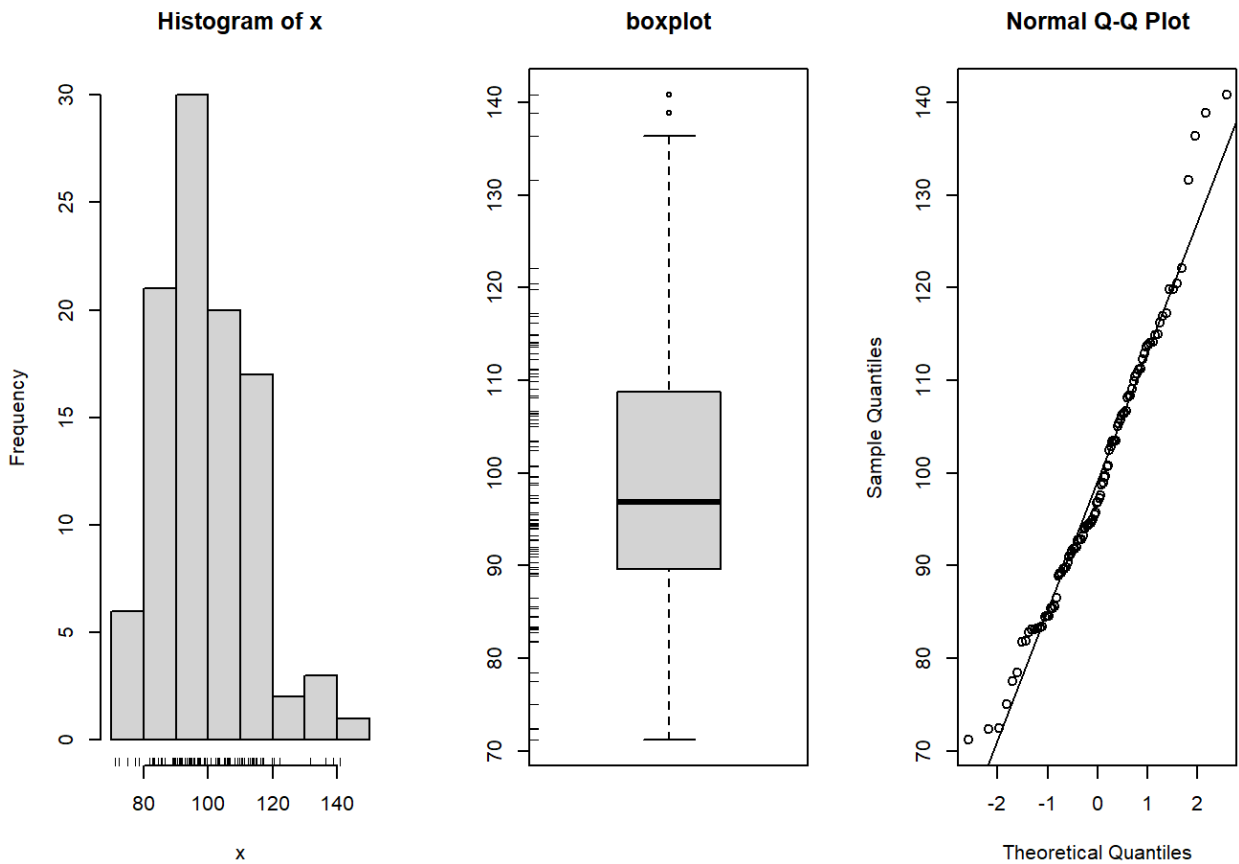 Histogram of x
Frequency
30
25
20
15
10
5
0
80 100 120 140
x
boxplot
140
130
120
110
100
90
80
70
Normal Q-Q Plot
Sample Quantiles
140
130
120
110
100
90
80
70
-2 -1 0 1 2
Theoretical Quantiles